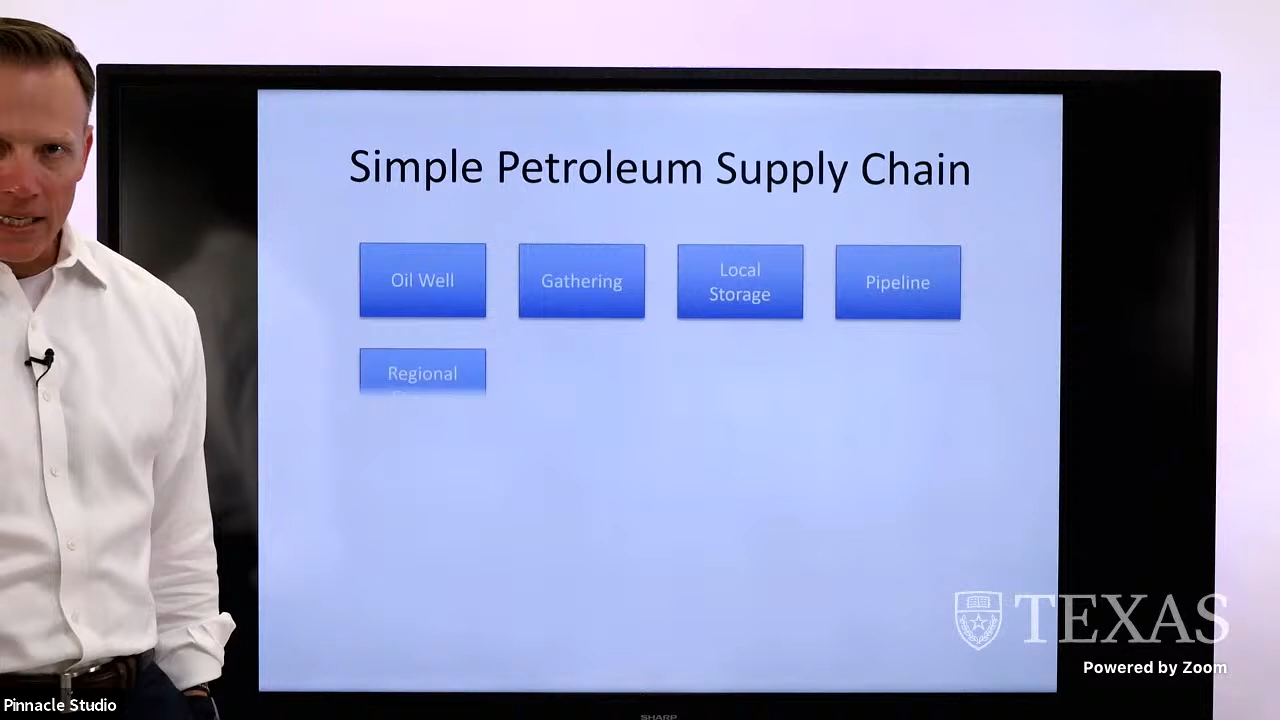 Simple Petroleum Supply Chain
Oil Well
Gathering
Local
Storage
Pipeline
Regional
TEXAS
Powered by Zoom
Pinnacle Studio
SHARP